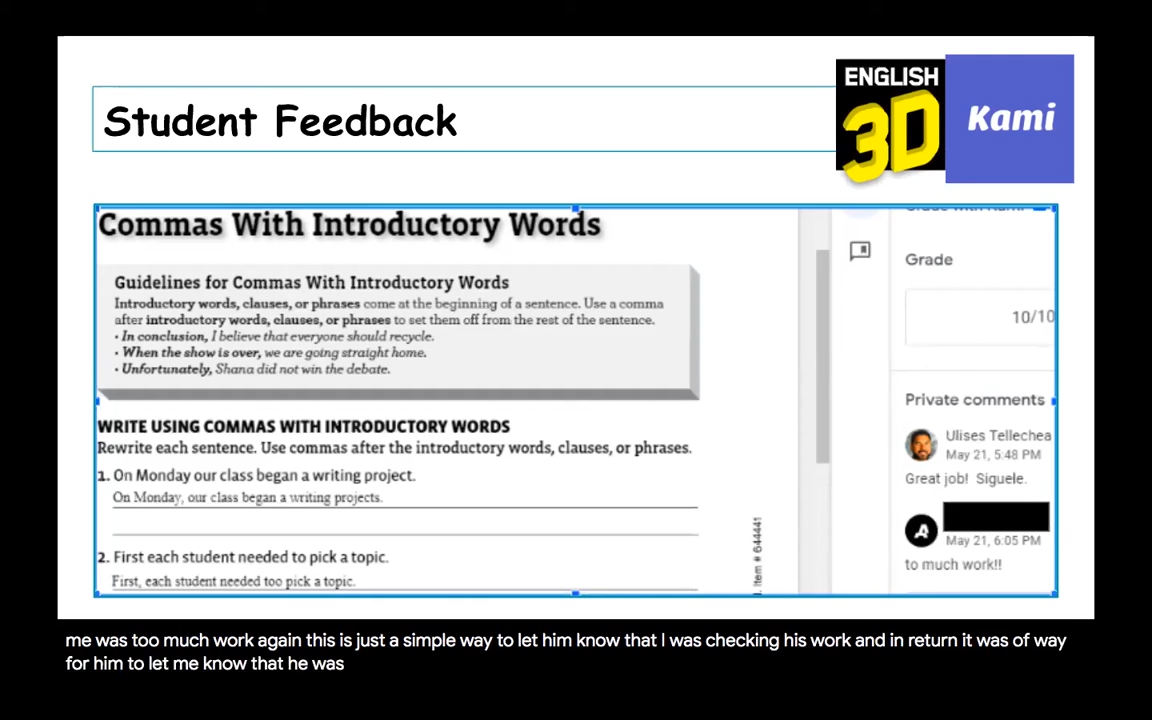 Student Feedback
ENGLISH
3D
Kami
Commas With Introductory Words
Guidelines for Commas With Introductory Words
Introductory words, clauses, or phrases come at the beginning of a sentence. Use a comma
after introductory words, clauses, or phrases to set them off from the rest of the sentence.
• In conclusion, I believe that everyone should recycle.
• When the show is over, we are going straight home.
• Unfortunately, Shana did not win the debate.
WRITE USING COMMAS WITH INTRODUCTORY WORDS
Rewrite each sentence. Use commas after the introductory words, clauses, or phrases.
1. On Monday our class began a writing project.
On Monday, our class began a writing projects.
2. First each student needed to pick a topic.
First, each student needed too pick a topic.
. Item # 644441
Grade
10/10
Private comments
Ulises Tellechea
May 21, 5:48 PM
Great job! Siguele.
A
May 21, 6:05 PM
to much work!!
me was too much work again this is just a simple way to let him know that I was checking his work and in return it was of way
for him to let me know that he was